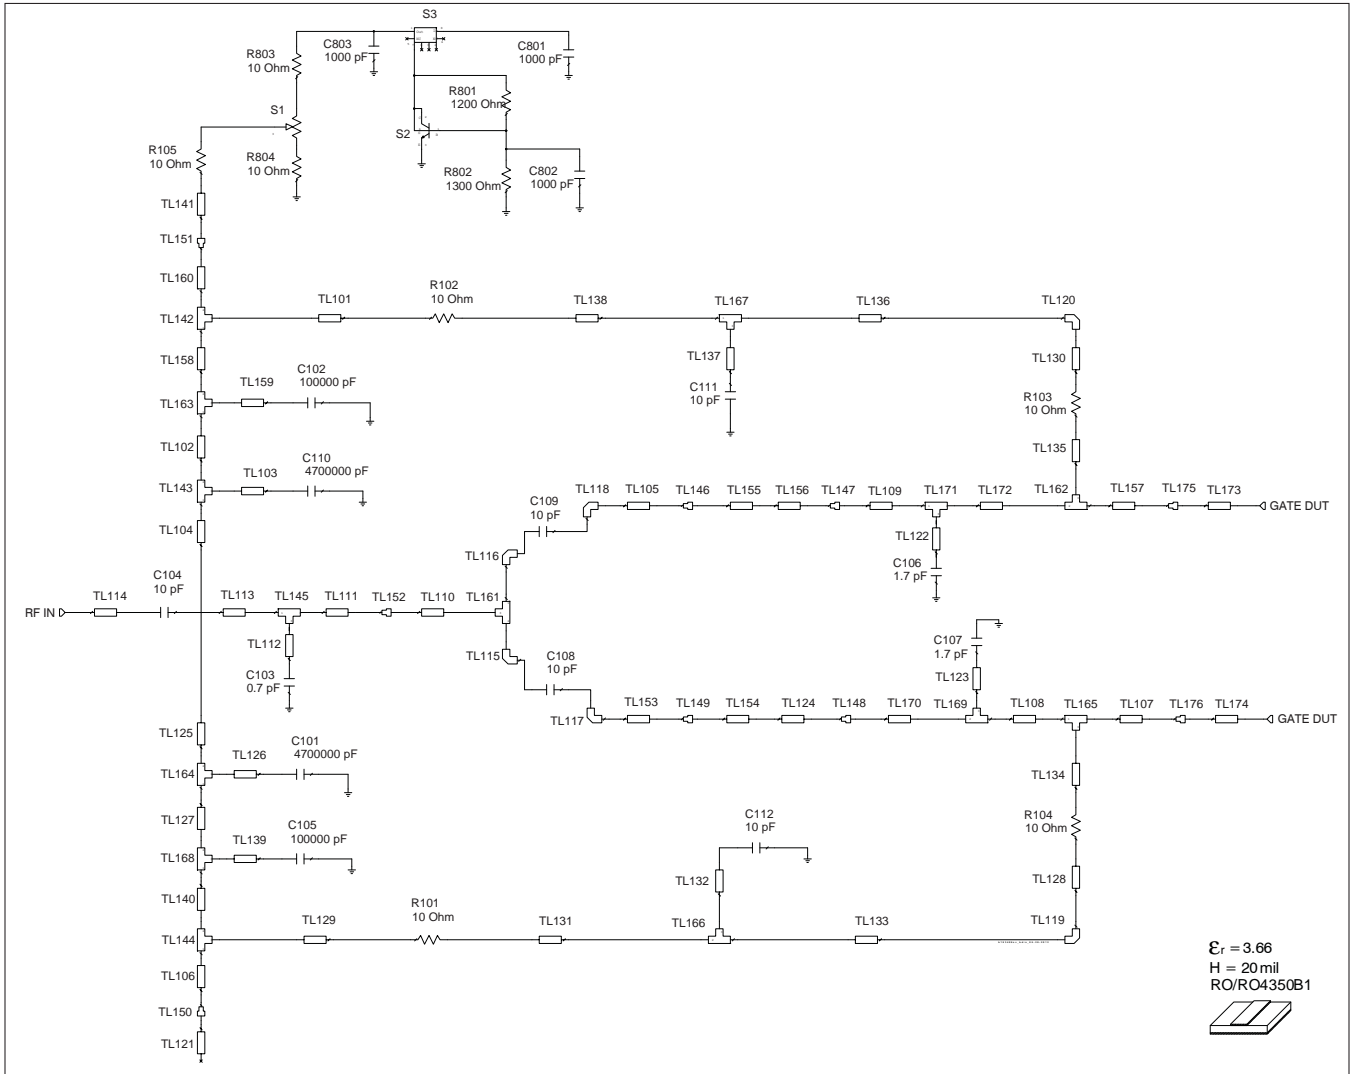 S3
C803
1000 pF
C801
1000 pF
R803
10 Ohm
R801
1200 Ohm
S1
S2
R105
10 Ohm
R804
10 Ohm
R802
1300 Ohm
C802
1000 pF
TL141
TL151
TL160
TL142
TL101
R102
10 Ohm
TL138
TL167
TL136
TL120
TL158
TL137
TL130
TL159
C102
100000 pF
C111
10 pF
TL163
R103
10 Ohm
TL102
TL135
TL143
TL103
C110
4700000 pF
TL104
C109
10 pF
TL118
TL105
TL146
TL155
TL156
TL147
TL109
TL171
TL172
TL162
TL157
TL175
TL173
GATE DUT
TL122
C106
1.7 pF
TL116
RF IN
TL114
C104
10 pF
TL113
TL145
TL111
TL152
TL110
TL161
TL112
C103
0.7 pF
TL115
C108
10 pF
C107
1.7 pF
TL123
TL117
TL153
TL149
TL154
TL124
TL148
TL170
TL169
TL108
TL165
TL107
TL176
TL174
GATE DUT
TL125
TL126
C101
4700000 pF
TL164
TL134
TL127
TL139
C105
100000 pF
C112
10 pF
R104
10 Ohm
TL168
TL132
TL128
TL140
TL144
TL129
R101
10 Ohm
TL131
TL166
TL133
TL119
TL106
TL150
TL121
εr = 3.66
H = 20 mil
RO/RO4350B1